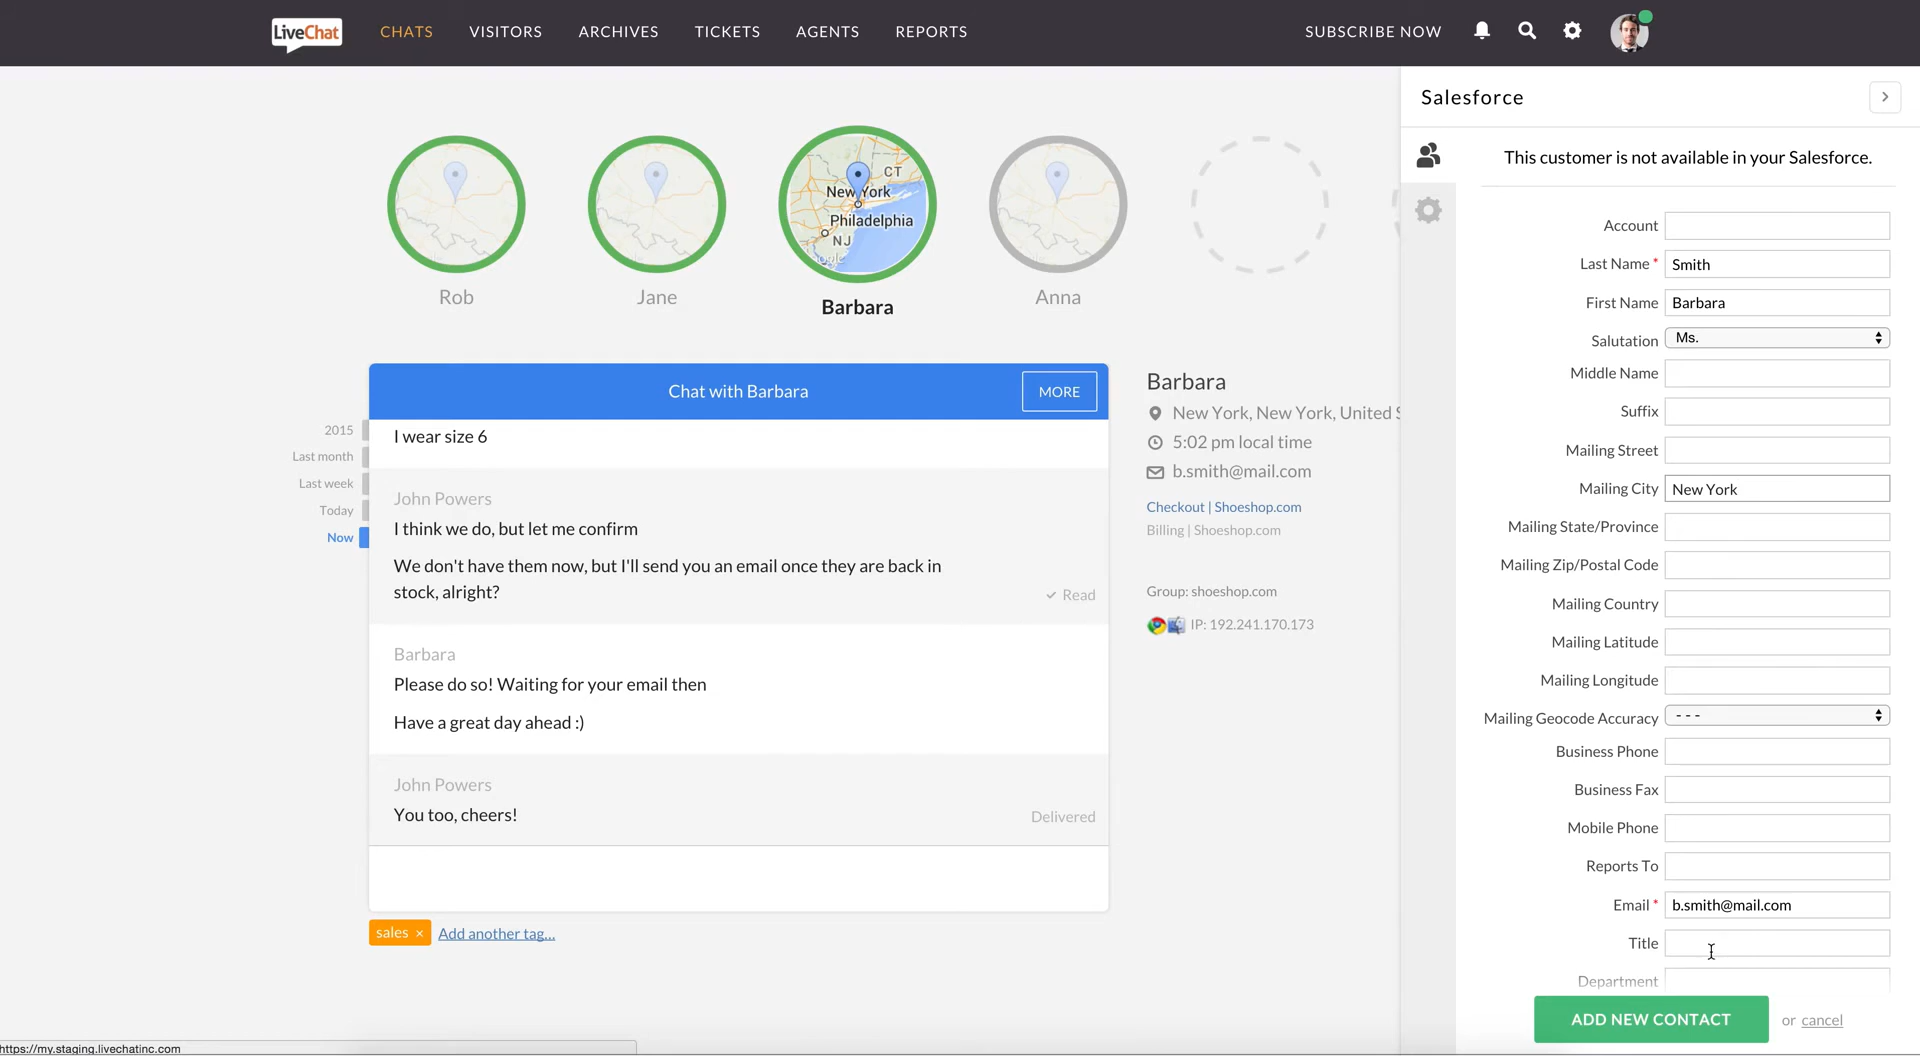 LiveChat
CHATS
VISITORS
ARCHIVES
TICKETS
AGENTS
REPORTS
SUBSCRIBE NOW
CT
New York
Philadelphia
NJ
Rob
Jane
Barbara
Anna
Chat with Barbara
MORE
2015
Last month
Last week
Today
Now
I wear size 6
John Powers
I think we do, but let me confirm
We don't have them now, but I'll send you an email once they are back in
stock, alright?
Read
Barbara
Please do so! Waiting for your email then
Have a great day ahead :)
John Powers
You too, cheers!
Delivered
sales ×
Add another tag...
Barbara
New York, New York, United S
5:02 pm local time
b.smith@mail.com
Checkout | Shoeshop.com
Billing | Shoeshop.com
Group: shoeshop.com
IP: 192.241.170.173
Salesforce
This customer is not available in your Salesforce.
Account
Last Name * Smith
First Name Barbara
Salutation Ms.
Middle Name
Suffix
Mailing Street
Mailing City New York
Mailing State/Province
Mailing Zip/Postal Code
Mailing Country
Mailing Latitude
Mailing Longitude
Mailing Geocode Accuracy ---
Business Phone
Business Fax
Mobile Phone
Reports To
Email * b.smith@mail.com
Title
Department
ADD NEW CONTACT or cancel
https://my.staging.livechatinc.com